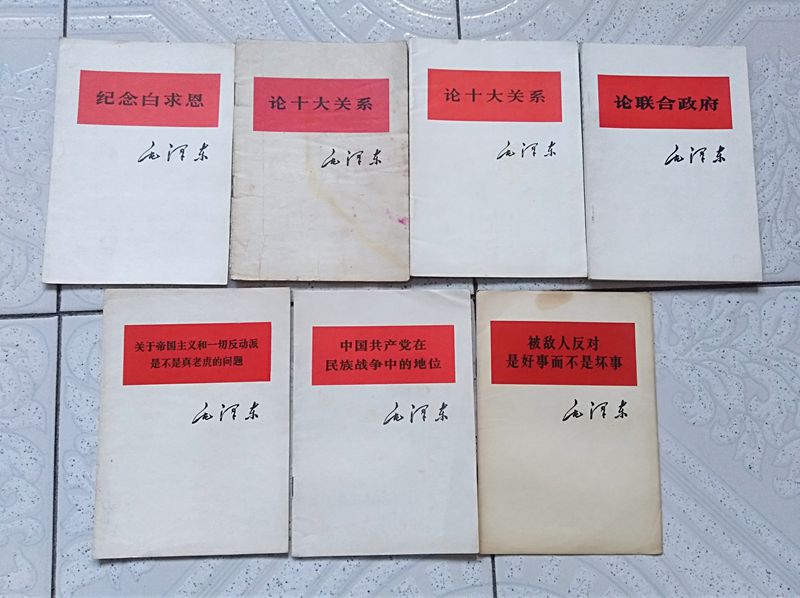 纪念白求恩
毛泽东
论十大关系
毛泽东
论十大关系
毛泽东
论联合政府
毛泽东
关于帝国主义和一切反动派
是不是真老虎的问题
毛泽东
中国共产党在
民族战争中的地位
毛泽东
被敌人反对
是好事而不是坏事
毛泽东